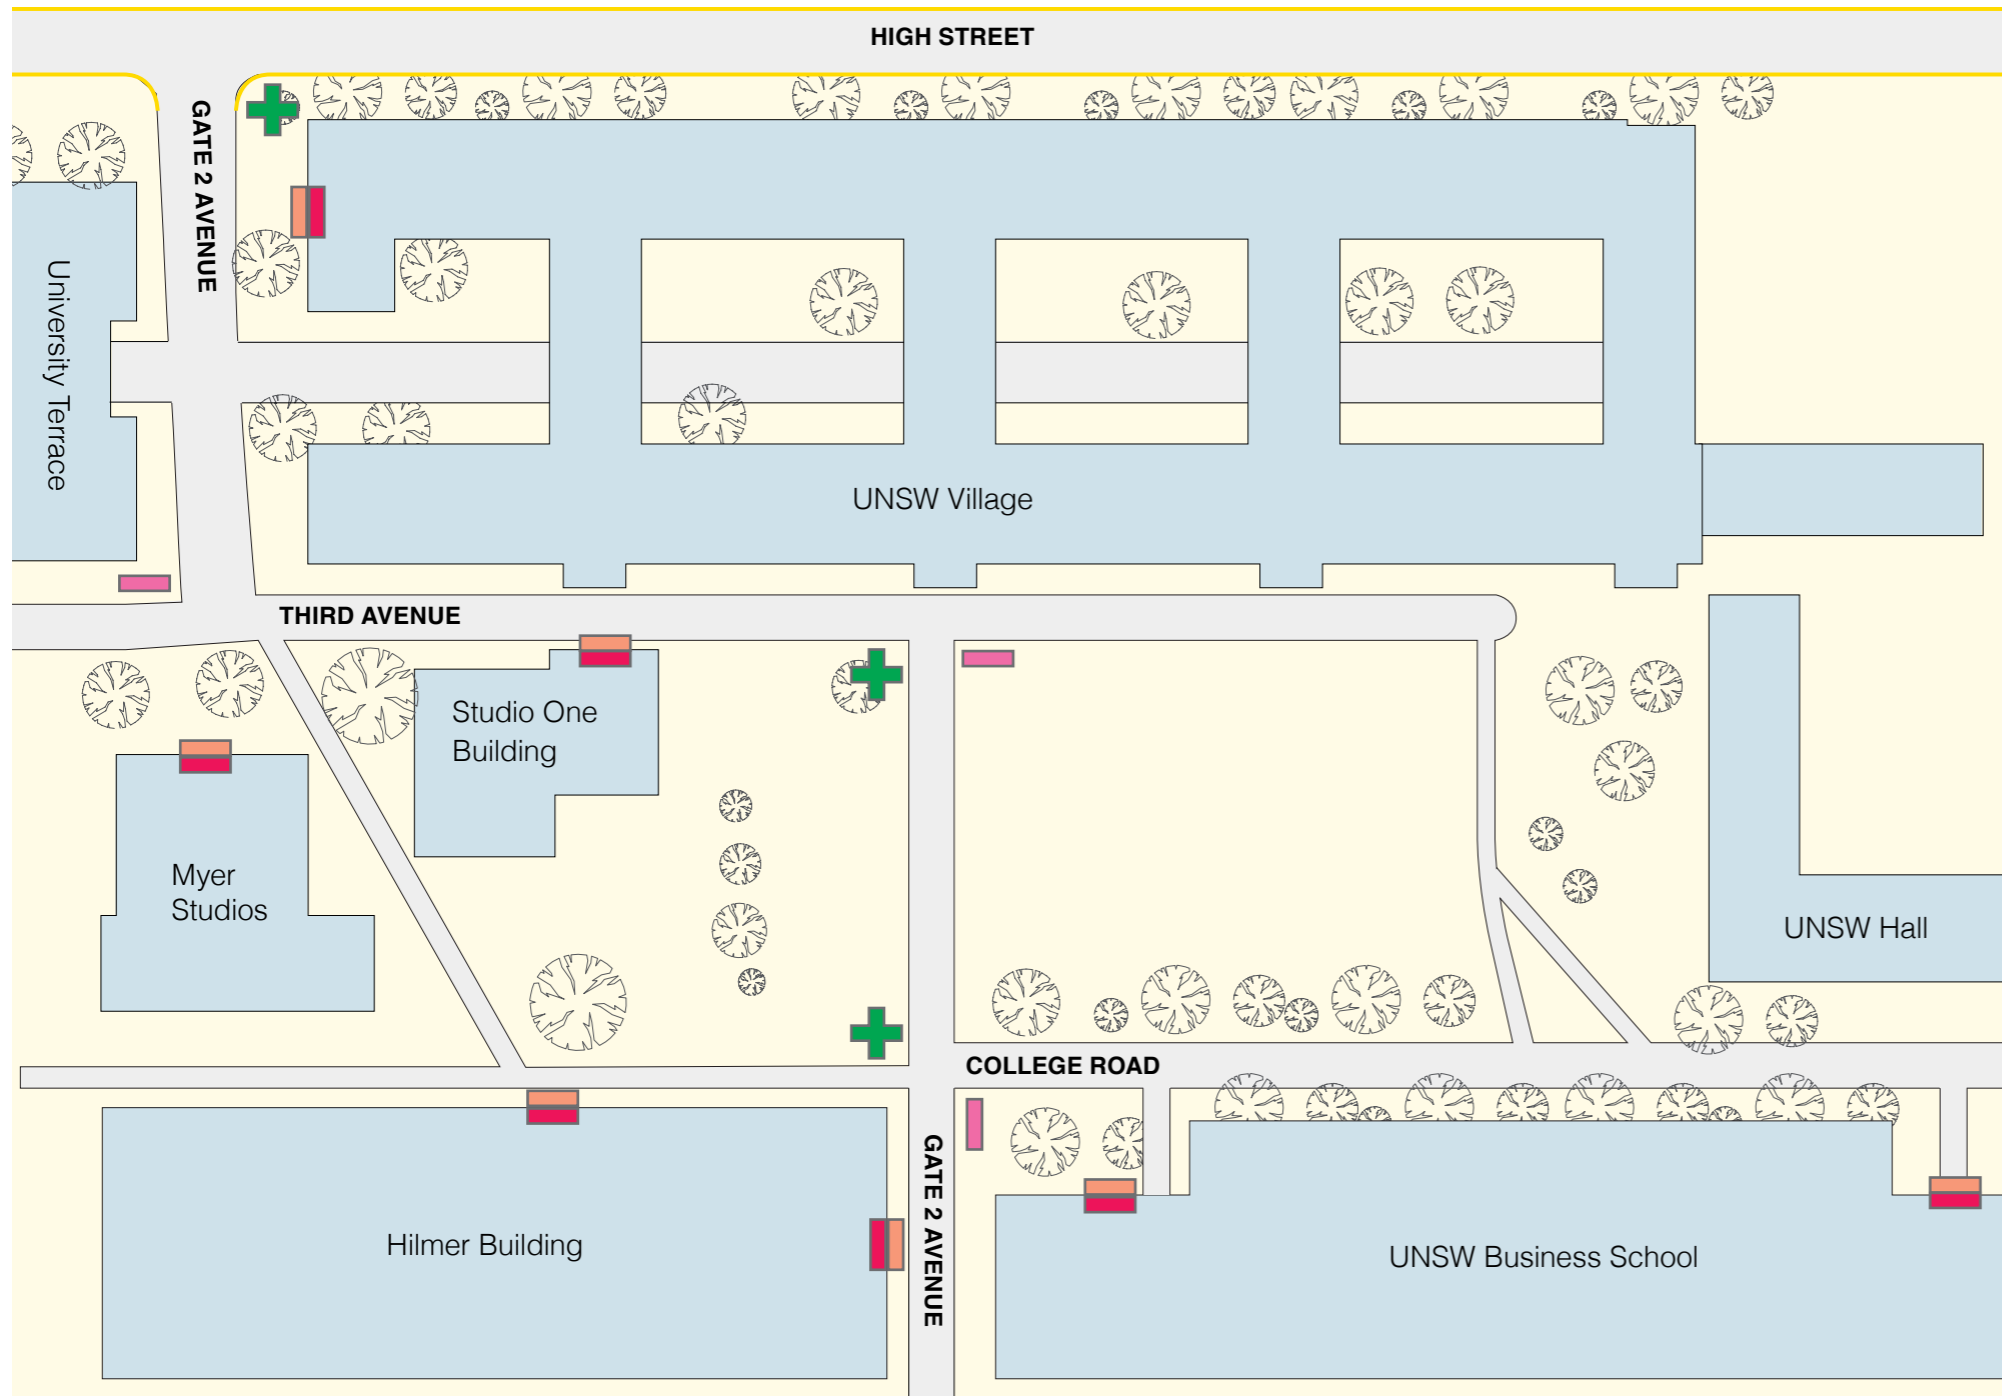 HIGH STREET
GATE 2 AVENUE
University Terrace
UNSW Village
THIRD AVENUE
Studio One
Building
Myer
Studios
UNSW Hall
COLLEGE ROAD
GATE 2 AVENUE
Hilmer Building
UNSW Business School